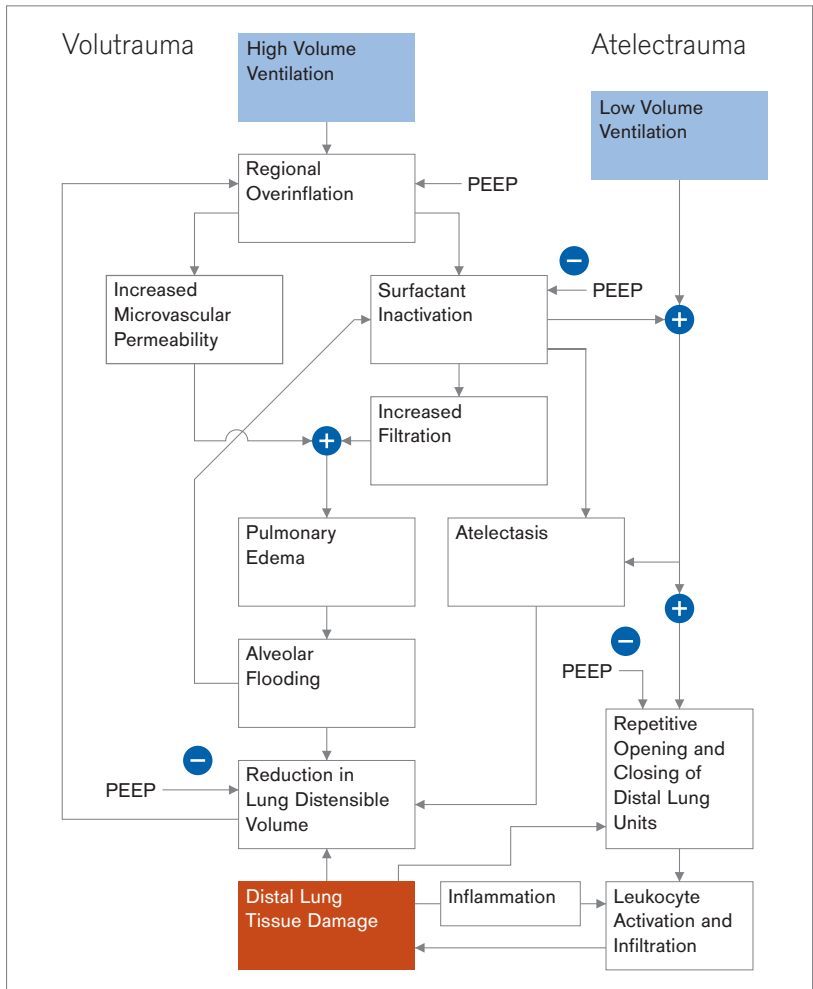 Volutrauma
High Volume
Ventilation
Atelectrauma
Low Volume
Ventilation
Regional
Overinflation
PEEP
Increased
Microvascular
Permeability
Surfactant
Inactivation
−
PEEP
+
Increased
Filtration
+
Pulmonary
Edema
Atelectasis
+
−
PEEP
Alveolar
Flooding
Repetitive
Opening and
Closing of
Distal Lung
Units
−
PEEP
Reduction in
Lung Distensible
Volume
Distal Lung
Tissue Damage
Inflammation
Leukocyte
Activation and
Infiltration